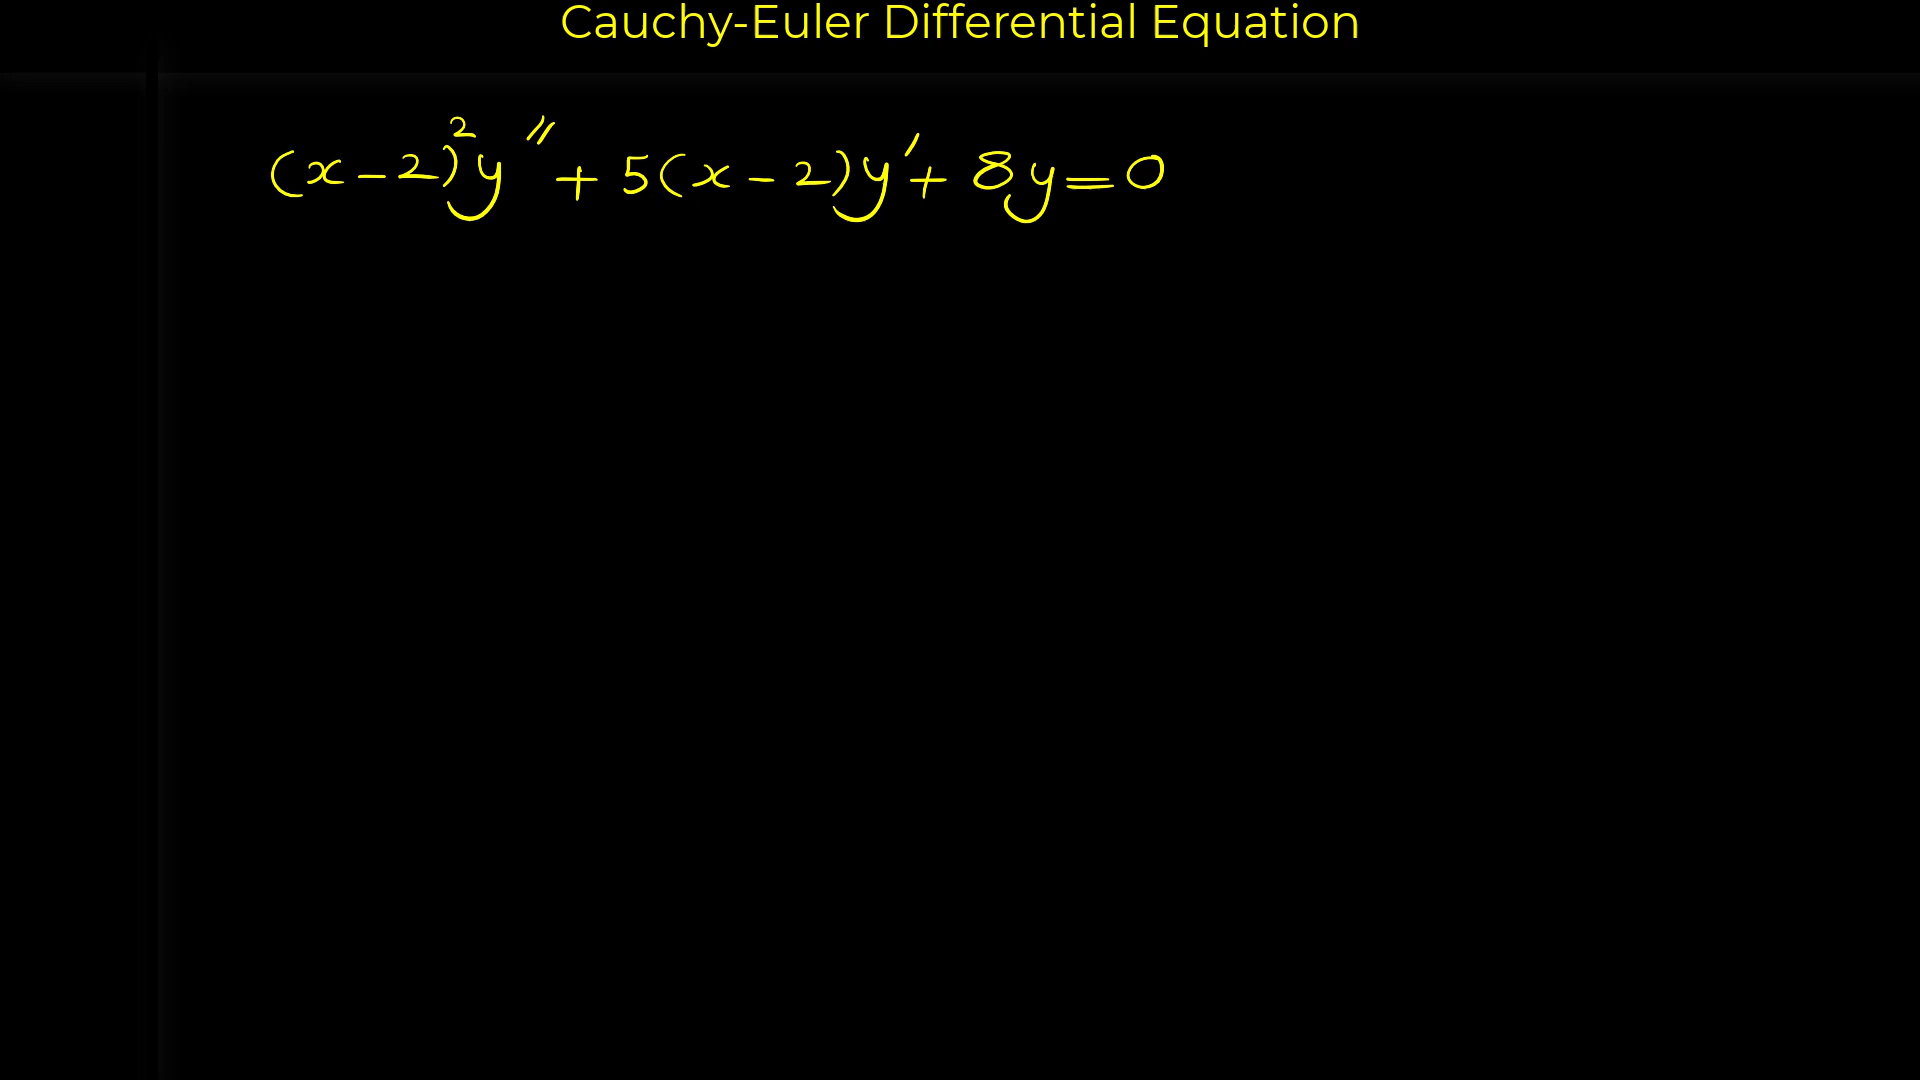 Cauchy-Euler Differential Equation
(x-2)²y″ + 5(x-2)y′ + 8y = 0